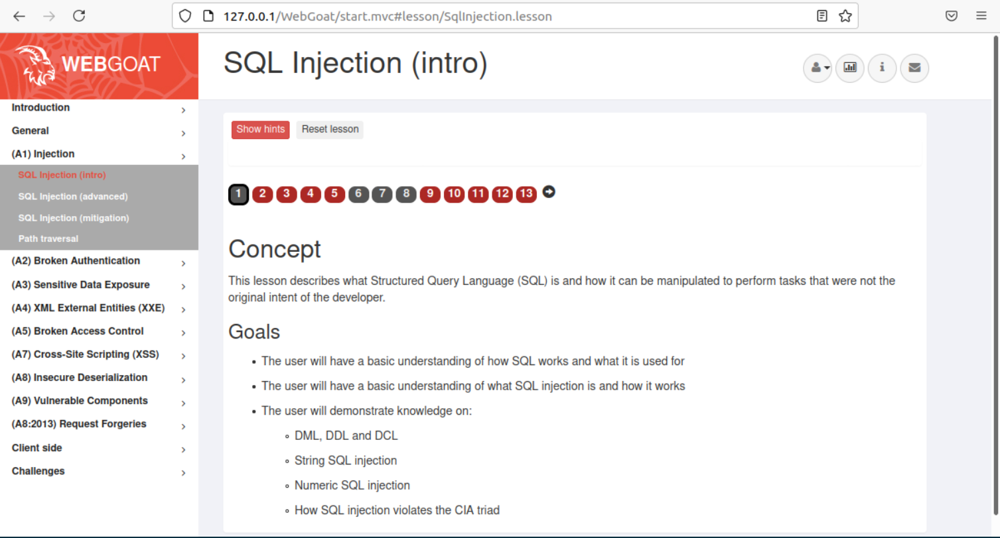 127.0.0.1/WebGoat/start.mvc#lesson/SqlInjection.lesson
WEBGOAT
SQL Injection (intro)
Introduction
General
(A1) Injection
SQL Injection (intro)
SQL Injection (advanced)
SQL Injection (mitigation)
Path traversal
(A2) Broken Authentication
(A3) Sensitive Data Exposure
(A4) XML External Entities (XXE)
(A5) Broken Access Control
(A7) Cross-Site Scripting (XSS)
(A8) Insecure Deserialization
(A9) Vulnerable Components
(A8:2013) Request Forgeries
Client side
Challenges
Show hints Reset lesson
1 2 3 4 5 6 7 8 9 10 11 12 13
Concept
This lesson describes what Structured Query Language (SQL) is and how it can be manipulated to perform tasks that were not the
original intent of the developer.
Goals
• The user will have a basic understanding of how SQL works and what it is used for
• The user will have a basic understanding of what SQL injection is and how it works
• The user will demonstrate knowledge on:
◦ DML, DDL and DCL
◦ String SQL injection
◦ Numeric SQL injection
◦ How SQL injection violates the CIA triad